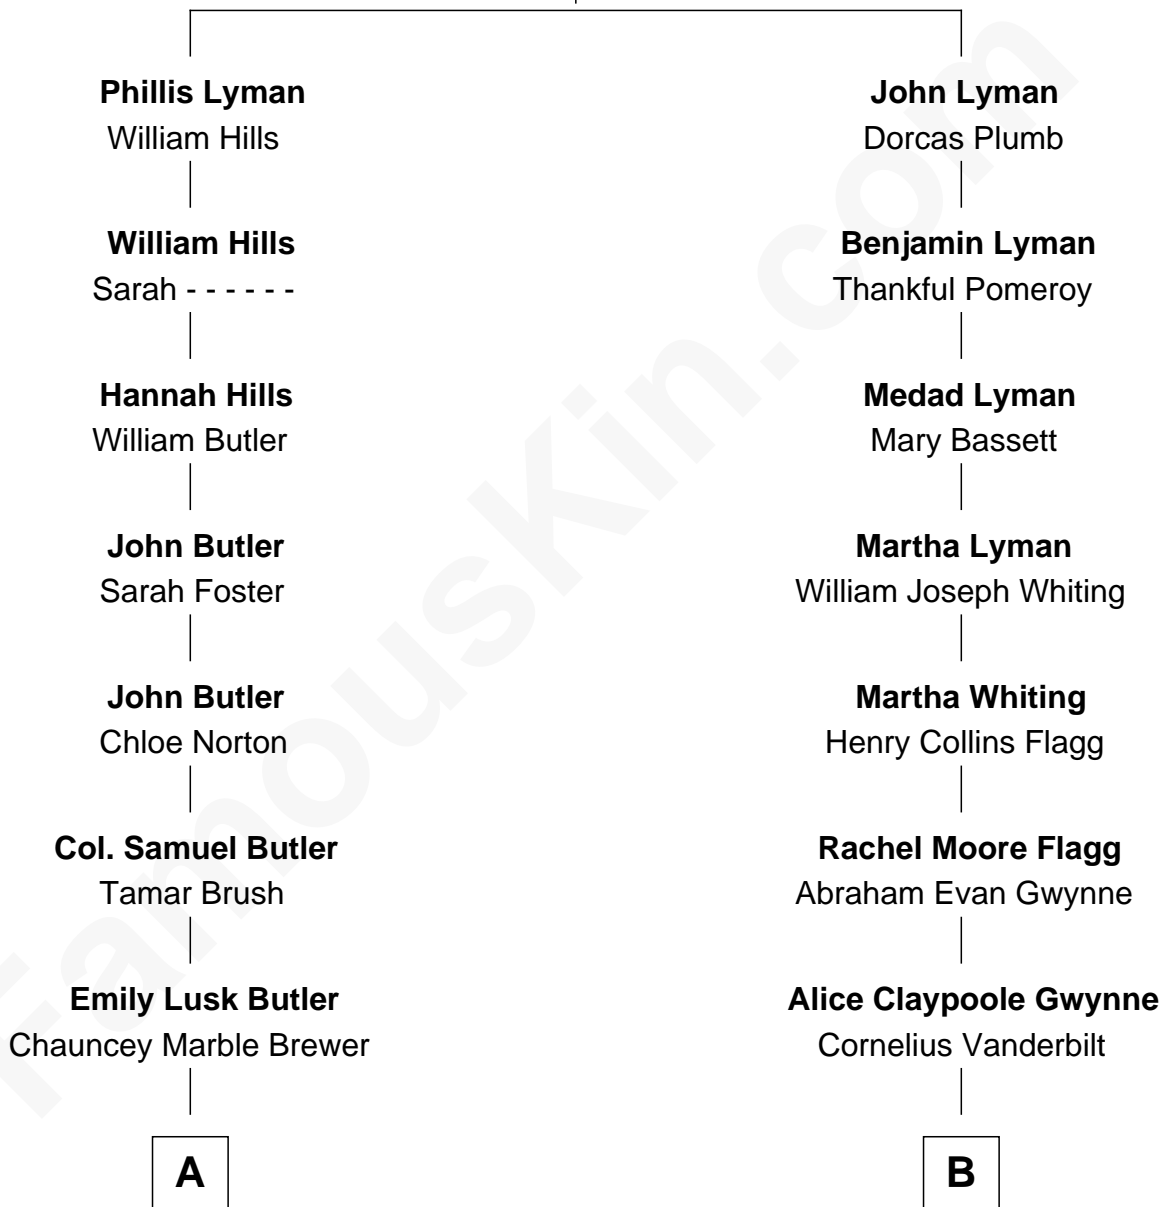 Phillis Lyman
William Hills
William Hills
Sarah - - - - - -
Hannah Hills
William Butler
John Butler
Sarah Foster
John Butler
Chloe Norton
Col. Samuel Butler
Tamar Brush
Emily Lusk Butler
Chauncey Marble Brewer
A
John Lyman
Dorcas Plumb
Benjamin Lyman
Thankful Pomeroy
Medad Lyman
Mary Bassett
Martha Lyman
William Joseph Whiting
Martha Whiting
Henry Collins Flagg
Rachel Moore Flagg
Abraham Evan Gwynne
Alice Claypoole Gwynne
Cornelius Vanderbilt
B
FamousKin.com